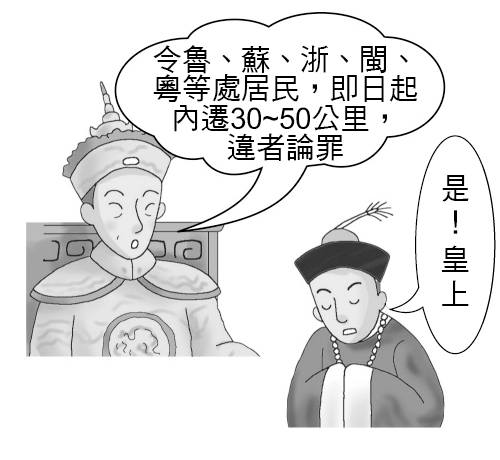 令魯、蘇、浙、閩、
粵等處居民，即日起
內遷30~50公里，
違者論罪
是！皇上